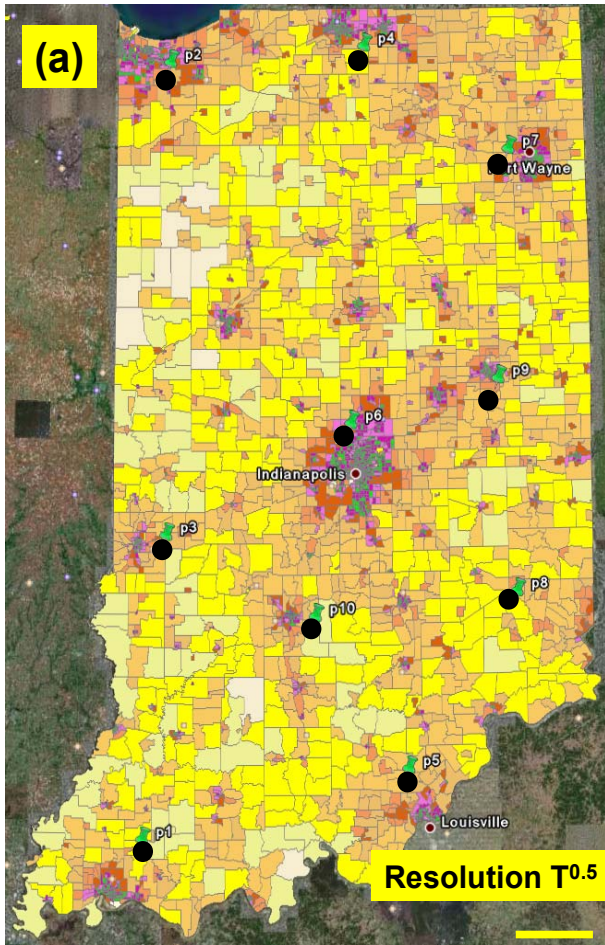 (a)
p2
p4
p7
Fort Wayne
p9
p6
Indianapolis
p3
p8
p10
p5
Louisville
p1
Resolution T0.5